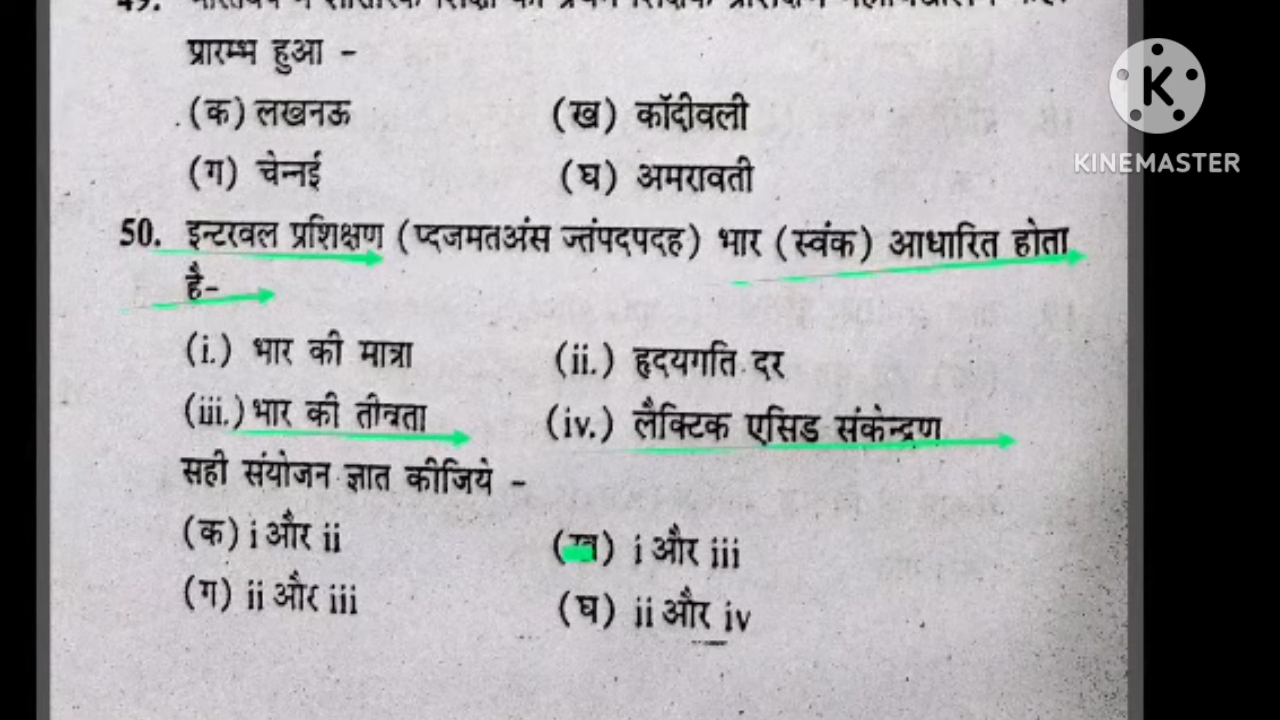 प्रारम्भ हुआ -
(क) लखनऊ (ख) कॉदीवली
(ग) चेन्नई (घ) अमरावती
50. इन्टरवल प्रशिक्षण (प्दजमतअंस ज्तंपदपदह) भार (स्वंक) आधारित होता
है-
(i.) भार की मात्रा (ii.) हृदयगति दर
(iii.) भार की तीव्रता (iv.) लैक्टिक एसिड संकेन्द्रण
सही संयोजन ज्ञात कीजिये -
(क) i और ii (ख) i और iii
(ग) ii और iii (घ) ii और iv
K
KINEMASTER